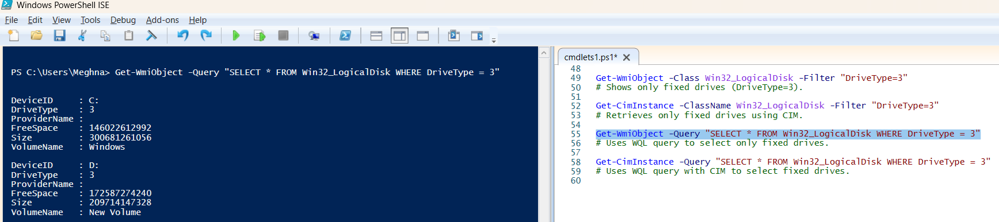 Windows PowerShell ISE
File Edit View Tools Debug Add-ons Help
PS C:\Users\Meghna> Get-WmiObject -Query "SELECT * FROM Win32_LogicalDisk WHERE DriveType = 3"
DeviceID     : C:
DriveType    : 3
ProviderName :
FreeSpace    : 146022612992
Size         : 300681261056
VolumeName   : Windows
DeviceID     : D:
DriveType    : 3
ProviderName :
FreeSpace    : 172587274240
Size         : 209714147328
VolumeName   : New Volume
cmdlets1.ps1*
48
49 Get-WmiObject -Class Win32_LogicalDisk -Filter "DriveType=3"
50 # Shows only fixed drives (DriveType=3).
51
52 Get-CimInstance -ClassName Win32_LogicalDisk -Filter "DriveType=3"
53 # Retrieves only fixed drives using CIM.
54
55 Get-WmiObject -Query "SELECT * FROM Win32_LogicalDisk WHERE DriveType = 3"
56 # Uses WQL query to select only fixed drives.
57
58 Get-CimInstance -Query "SELECT * FROM Win32_LogicalDisk WHERE DriveType = 3"
59 # Uses WQL query with CIM to select fixed drives.
60